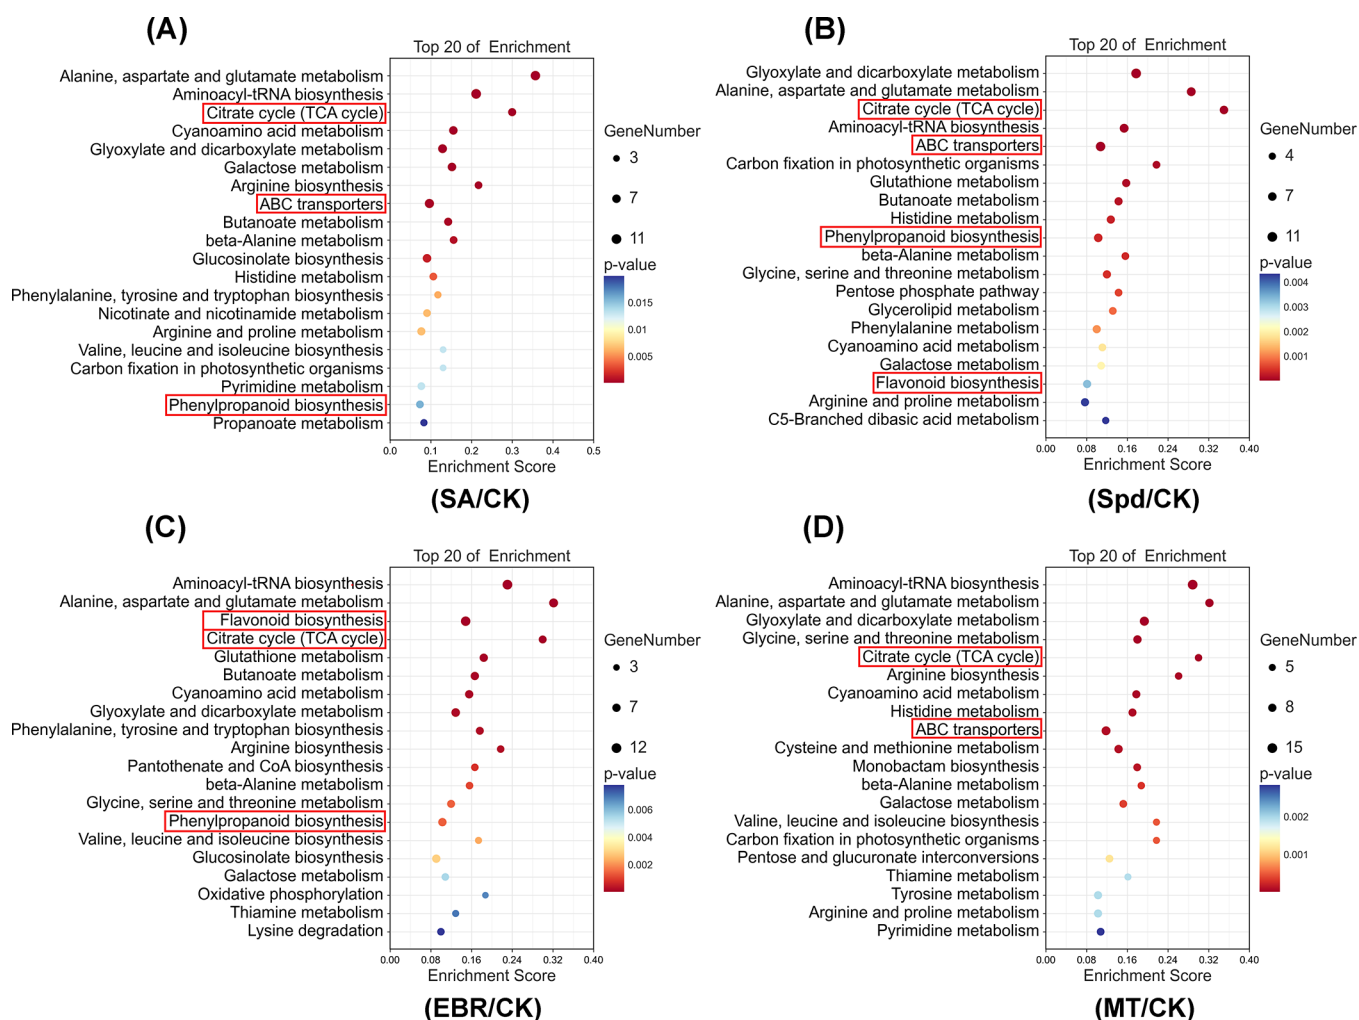 (A)
Top 20 of Enrichment
Alanine, aspartate and glutamate metabolism
Aminoacyl-tRNA biosynthesis
Citrate cycle (TCA cycle)
Cyanoamino acid metabolism
Glyoxylate and dicarboxylate metabolism
Galactose metabolism
Arginine biosynthesis
ABC transporters
Butanoate metabolism
beta-Alanine metabolism
Glucosinolate biosynthesis
Histidine metabolism
Phenylalanine, tyrosine and tryptophan biosynthesis
Nicotinate and nicotinamide metabolism
Arginine and proline metabolism
Valine, leucine and isoleucine biosynthesis
Carbon fixation in photosynthetic organisms
Pyrimidine metabolism
Phenylpropanoid biosynthesis
Propanoate metabolism
0.0 0.1 0.2 0.3 0.4 0.5
Enrichment Score
GeneNumber
3
7
11
p-value
0.015
0.01
0.005
(SA/CK)
(B)
Top 20 of Enrichment
Glyoxylate and dicarboxylate metabolism
Alanine, aspartate and glutamate metabolism
Citrate cycle (TCA cycle)
Aminoacyl-tRNA biosynthesis
ABC transporters
Carbon fixation in photosynthetic organisms
Glutathione metabolism
Butanoate metabolism
Histidine metabolism
Phenylpropanoid biosynthesis
beta-Alanine metabolism
Glycine, serine and threonine metabolism
Pentose phosphate pathway
Glycerolipid metabolism
Phenylalanine metabolism
Cyanoamino acid metabolism
Galactose metabolism
Flavonoid biosynthesis
Arginine and proline metabolism
C5-Branched dibasic acid metabolism
0.00 0.08 0.16 0.24 0.32 0.40
Enrichment Score
GeneNumber
4
7
11
p-value
0.004
0.003
0.002
0.001
(Spd/CK)
(C)
Top 20 of Enrichment
Aminoacyl-tRNA biosynthesis
Alanine, aspartate and glutamate metabolism
Flavonoid biosynthesis
Citrate cycle (TCA cycle)
Glutathione metabolism
Butanoate metabolism
Cyanoamino acid metabolism
Glyoxylate and dicarboxylate metabolism
Phenylalanine, tyrosine and tryptophan biosynthesis
Arginine biosynthesis
Pantothenate and CoA biosynthesis
beta-Alanine metabolism
Glycine, serine and threonine metabolism
Phenylpropanoid biosynthesis
Valine, leucine and isoleucine biosynthesis
Glucosinolate biosynthesis
Galactose metabolism
Oxidative phosphorylation
Thiamine metabolism
Lysine degradation
0.00 0.08 0.16 0.24 0.32 0.40
Enrichment Score
GeneNumber
3
7
12
p-value
0.006
0.004
0.002
(EBR/CK)
(D)
Top 20 of Enrichment
Aminoacyl-tRNA biosynthesis
Alanine, aspartate and glutamate metabolism
Glyoxylate and dicarboxylate metabolism
Glycine, serine and threonine metabolism
Citrate cycle (TCA cycle)
Arginine biosynthesis
Cyanoamino acid metabolism
Histidine metabolism
ABC transporters
Cysteine and methionine metabolism
Monobactam biosynthesis
beta-Alanine metabolism
Galactose metabolism
Valine, leucine and isoleucine biosynthesis
Carbon fixation in photosynthetic organisms
Pentose and glucuronate interconversions
Thiamine metabolism
Tyrosine metabolism
Arginine and proline metabolism
Pyrimidine metabolism
0.00 0.08 0.16 0.24 0.32 0.40
Enrichment Score
GeneNumber
5
8
15
p-value
0.002
0.001
(MT/CK)